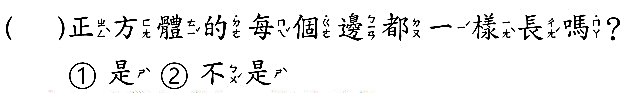 (　)正方體的每個邊都一樣長嗎？
① 是 ② 不是